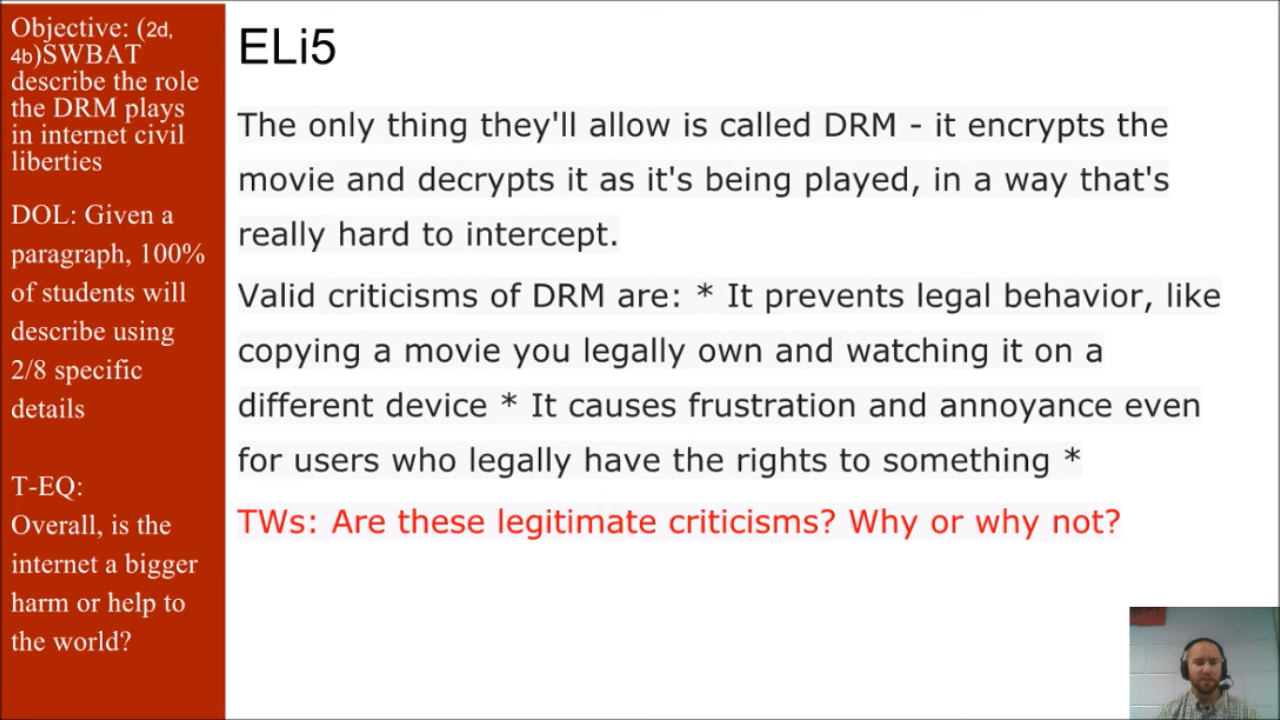 Objective: (2d,
4b)SWBAT
describe the role
the DRM plays
in internet civil
liberties
DOL: Given a
paragraph, 100%
of students will
describe using
2/8 specific
details
T-EQ:
Overall, is the
internet a bigger
harm or help to
the world?
ELi5
The only thing they'll allow is called DRM - it encrypts the
movie and decrypts it as it's being played, in a way that's
really hard to intercept.
Valid criticisms of DRM are: * It prevents legal behavior, like
copying a movie you legally own and watching it on a
different device * It causes frustration and annoyance even
for users who legally have the rights to something *
TWs: Are these legitimate criticisms? Why or why not?